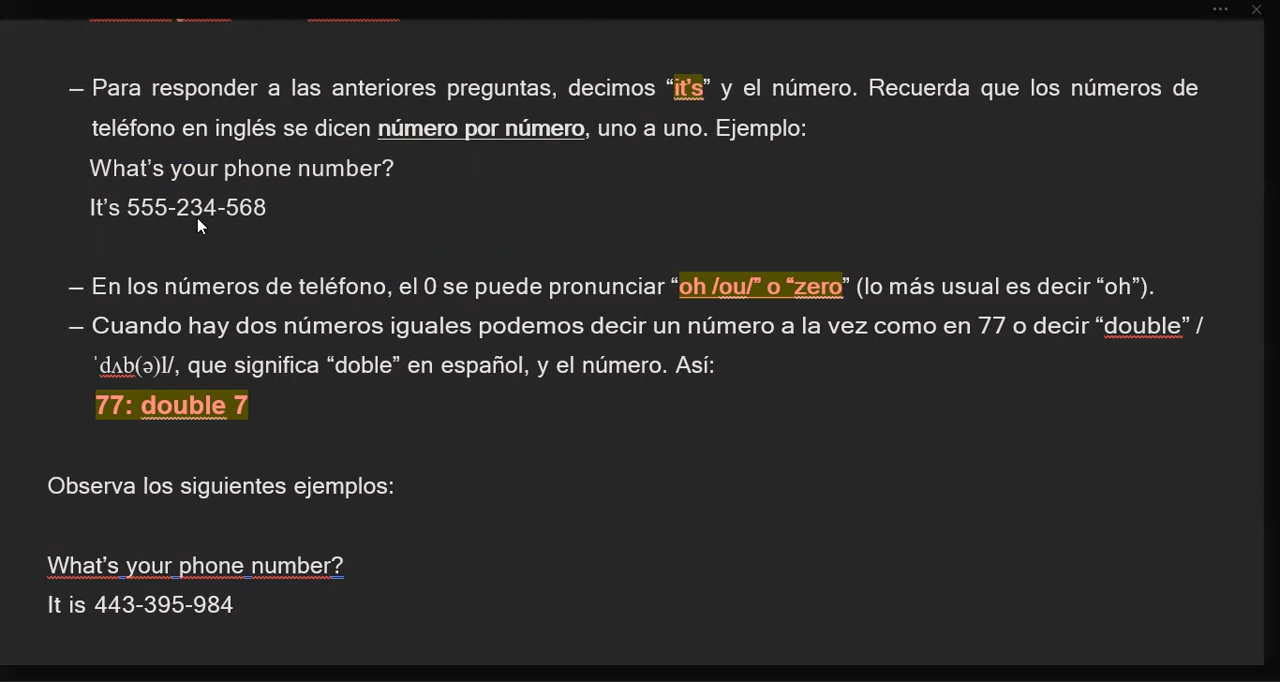 – Para responder a las anteriores preguntas, decimos “it’s” y el número. Recuerda que los números de
teléfono en inglés se dicen número por número, uno a uno. Ejemplo:
What’s your phone number?
It’s 555-234-568
– En los números de teléfono, el 0 se puede pronunciar “oh /ou/” o “zero” (lo más usual es decir “oh”).
– Cuando hay dos números iguales podemos decir un número a la vez como en 77 o decir “double” /
ˈdʌb(ə)l/, que significa “doble” en español, y el número. Así:
77: double 7
Observa los siguientes ejemplos:
What’s your phone number?
It is 443-395-984